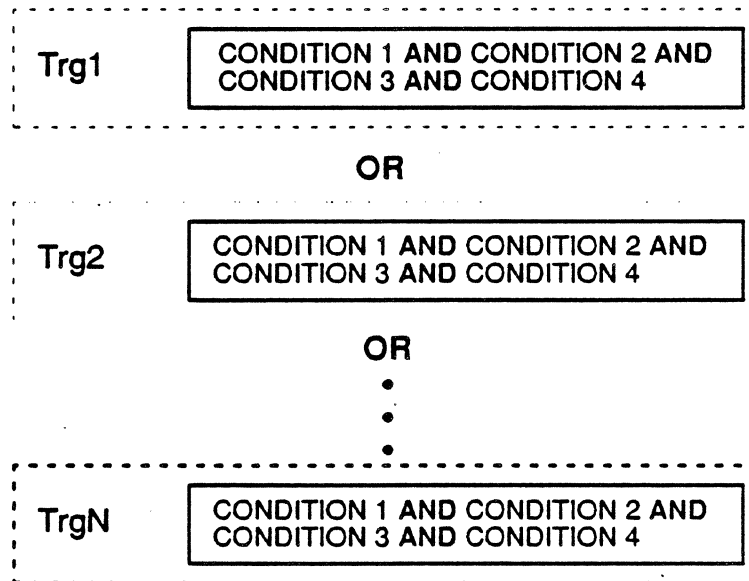 Trg1
CONDITION 1 AND CONDITION 2 AND
CONDITION 3 AND CONDITION 4
OR
Trg2
CONDITION 1 AND CONDITION 2 AND
CONDITION 3 AND CONDITION 4
OR
TrgN
CONDITION 1 AND CONDITION 2 AND
CONDITION 3 AND CONDITION 4